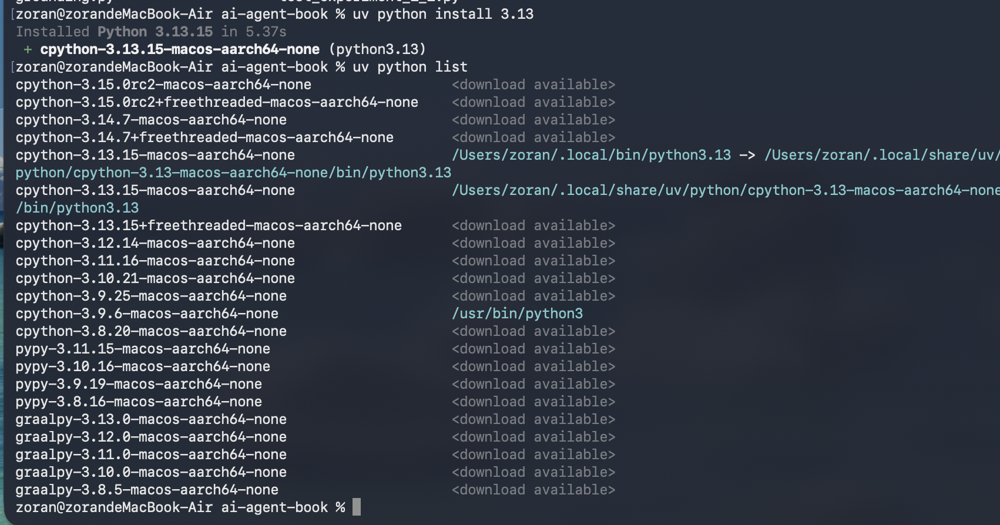 [zoran@zorandeMacBook-Air ai-agent-book % uv python install 3.13
Installed Python 3.13.15 in 5.37s
+ cpython-3.13.15-macos-aarch64-none (python3.13)
[zoran@zorandeMacBook-Air ai-agent-book % uv python list
cpython-3.15.0rc2-macos-aarch64-none <download available>
cpython-3.15.0rc2+freethreaded-macos-aarch64-none <download available>
cpython-3.14.7-macos-aarch64-none <download available>
cpython-3.14.7+freethreaded-macos-aarch64-none <download available>
cpython-3.13.15-macos-aarch64-none /Users/zoran/.local/bin/python3.13 -> /Users/zoran/.local/share/uv/
python/cpython-3.13-macos-aarch64-none/bin/python3.13
cpython-3.13.15-macos-aarch64-none /Users/zoran/.local/share/uv/python/cpython-3.13-macos-aarch64-none
/bin/python3.13
cpython-3.13.15+freethreaded-macos-aarch64-none <download available>
cpython-3.12.14-macos-aarch64-none <download available>
cpython-3.11.16-macos-aarch64-none <download available>
cpython-3.10.21-macos-aarch64-none <download available>
cpython-3.9.25-macos-aarch64-none <download available>
cpython-3.9.6-macos-aarch64-none /usr/bin/python3
cpython-3.8.20-macos-aarch64-none <download available>
pypy-3.11.15-macos-aarch64-none <download available>
pypy-3.10.16-macos-aarch64-none <download available>
pypy-3.9.19-macos-aarch64-none <download available>
pypy-3.8.16-macos-aarch64-none <download available>
graalpy-3.13.0-macos-aarch64-none <download available>
graalpy-3.12.0-macos-aarch64-none <download available>
graalpy-3.11.0-macos-aarch64-none <download available>
graalpy-3.10.0-macos-aarch64-none <download available>
graalpy-3.8.5-macos-aarch64-none <download available>
zoran@zorandeMacBook-Air ai-agent-book %